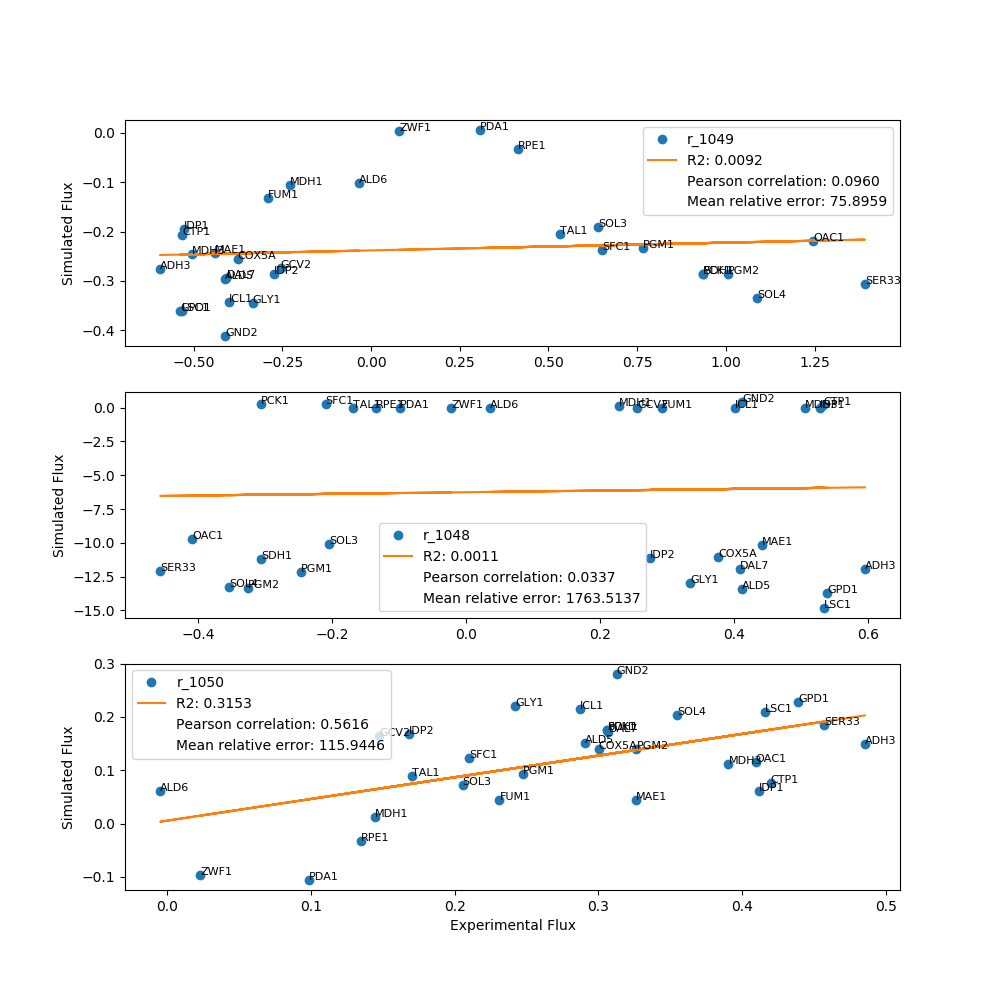 0.0
−0.1
−0.2
−0.3
−0.4
Simulated Flux
ZWF1
PDA1
RPE1
MDH1
ALD6
FUM1
IDP1
CTP1
MAE1
COX5A
ADH3
GCV2
IDP2
ICL1
GLY1
GND2
TAL1
SOL3
SFC1
PGM1
PGM2
SOL4
OAC1
SER33
r_1049
R2: 0.0092
Pearson correlation: 0.0960
Mean relative error: 75.8959
−0.50
−0.25
0.00
0.25
0.50
0.75
1.00
1.25
0.0
−2.5
−5.0
−7.5
−10.0
−12.5
−15.0
Simulated Flux
PCK1
SFC1
TAL1
RPE1
PDA1
ZWF1
ALD6
MDH1
GCV2
FUM1
ICL1
GND2
MDH3
CTP1
OAC1
SER33
SDH1
SOL3
SOL4
PGM2
PGM1
IDP2
GLY1
COX5A
MAE1
DAL7
ALD5
ADH3
GPD1
LSC1
r_1048
R2: 0.0011
Pearson correlation: 0.0337
Mean relative error: 1763.5137
−0.4
−0.2
0.0
0.2
0.4
0.6
0.3
0.2
0.1
0.0
−0.1
Simulated Flux
r_1050
R2: 0.3153
Pearson correlation: 0.5616
Mean relative error: 115.9446
GND2
GLY1
ICL1
SOL4
LSC1
GPD1
SER33
GCV2
IDP2
DAL7
ALD5
COX5A
PGM2
ADH3
SFC1
MDH3
OAC1
TAL1
PGM1
SOL3
CTP1
IDP1
ALD6
FUM1
MAE1
MDH1
RPE1
ZWF1
PDA1
0.0
0.1
0.2
0.3
0.4
0.5
Experimental Flux